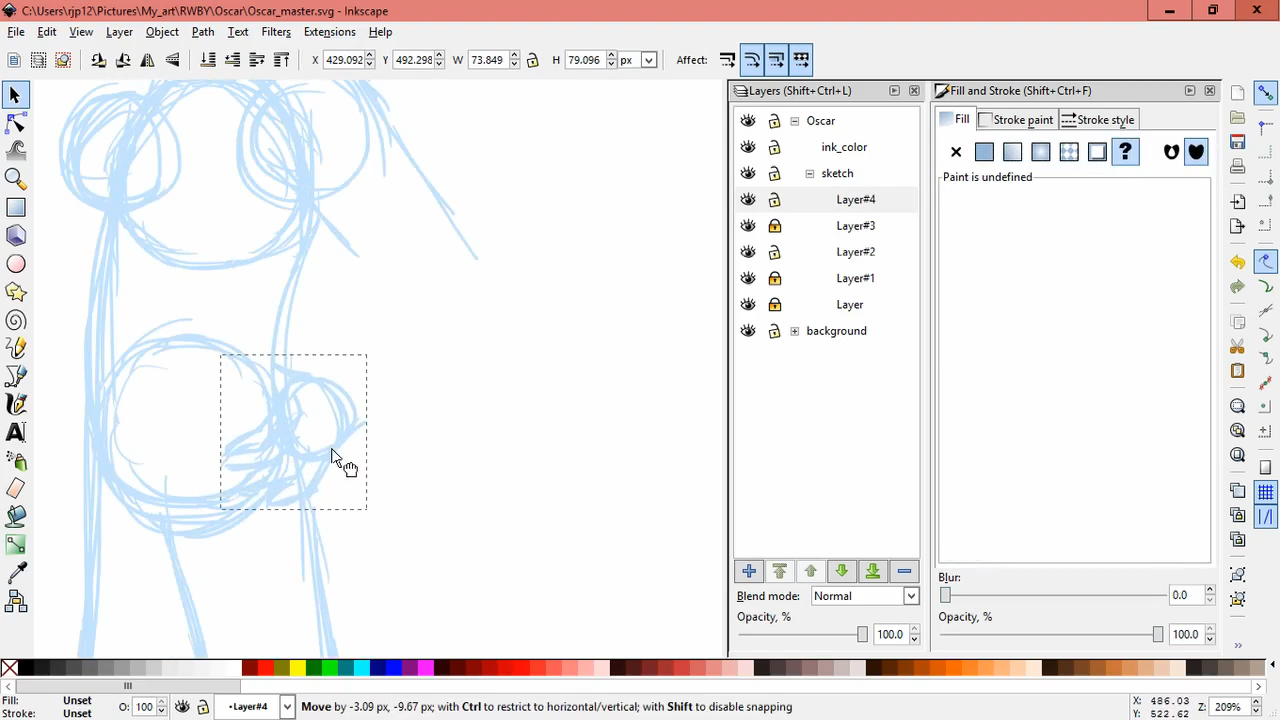 C:\Users\rjp12\Pictures\My_art\RWBY\Oscar\Oscar_master.svg - Inkscape
File Edit View Layer Object Path Text Filters Extensions Help
X 429.092 Y 492.298 W 73.849 H 79.096 px Affect:
Layers (Shift+Ctrl+L)
Oscar
ink_color
sketch
Layer#4
Layer#3
Layer#2
Layer#1
Layer
background
Blend mode: Normal
Opacity, %
100.0
Fill and Stroke (Shift+Ctrl+F)
Fill Stroke paint Stroke style
Paint is undefined
Blur:
0.0
Opacity, %
100.0
Fill: Unset
Stroke: Unset
O: 100
•Layer#4
Move by -3.09 px, -9.67 px; with Ctrl to restrict to horizontal/vertical; with Shift to disable snapping
X: 486.03
Y: 522.62
Z: 209%